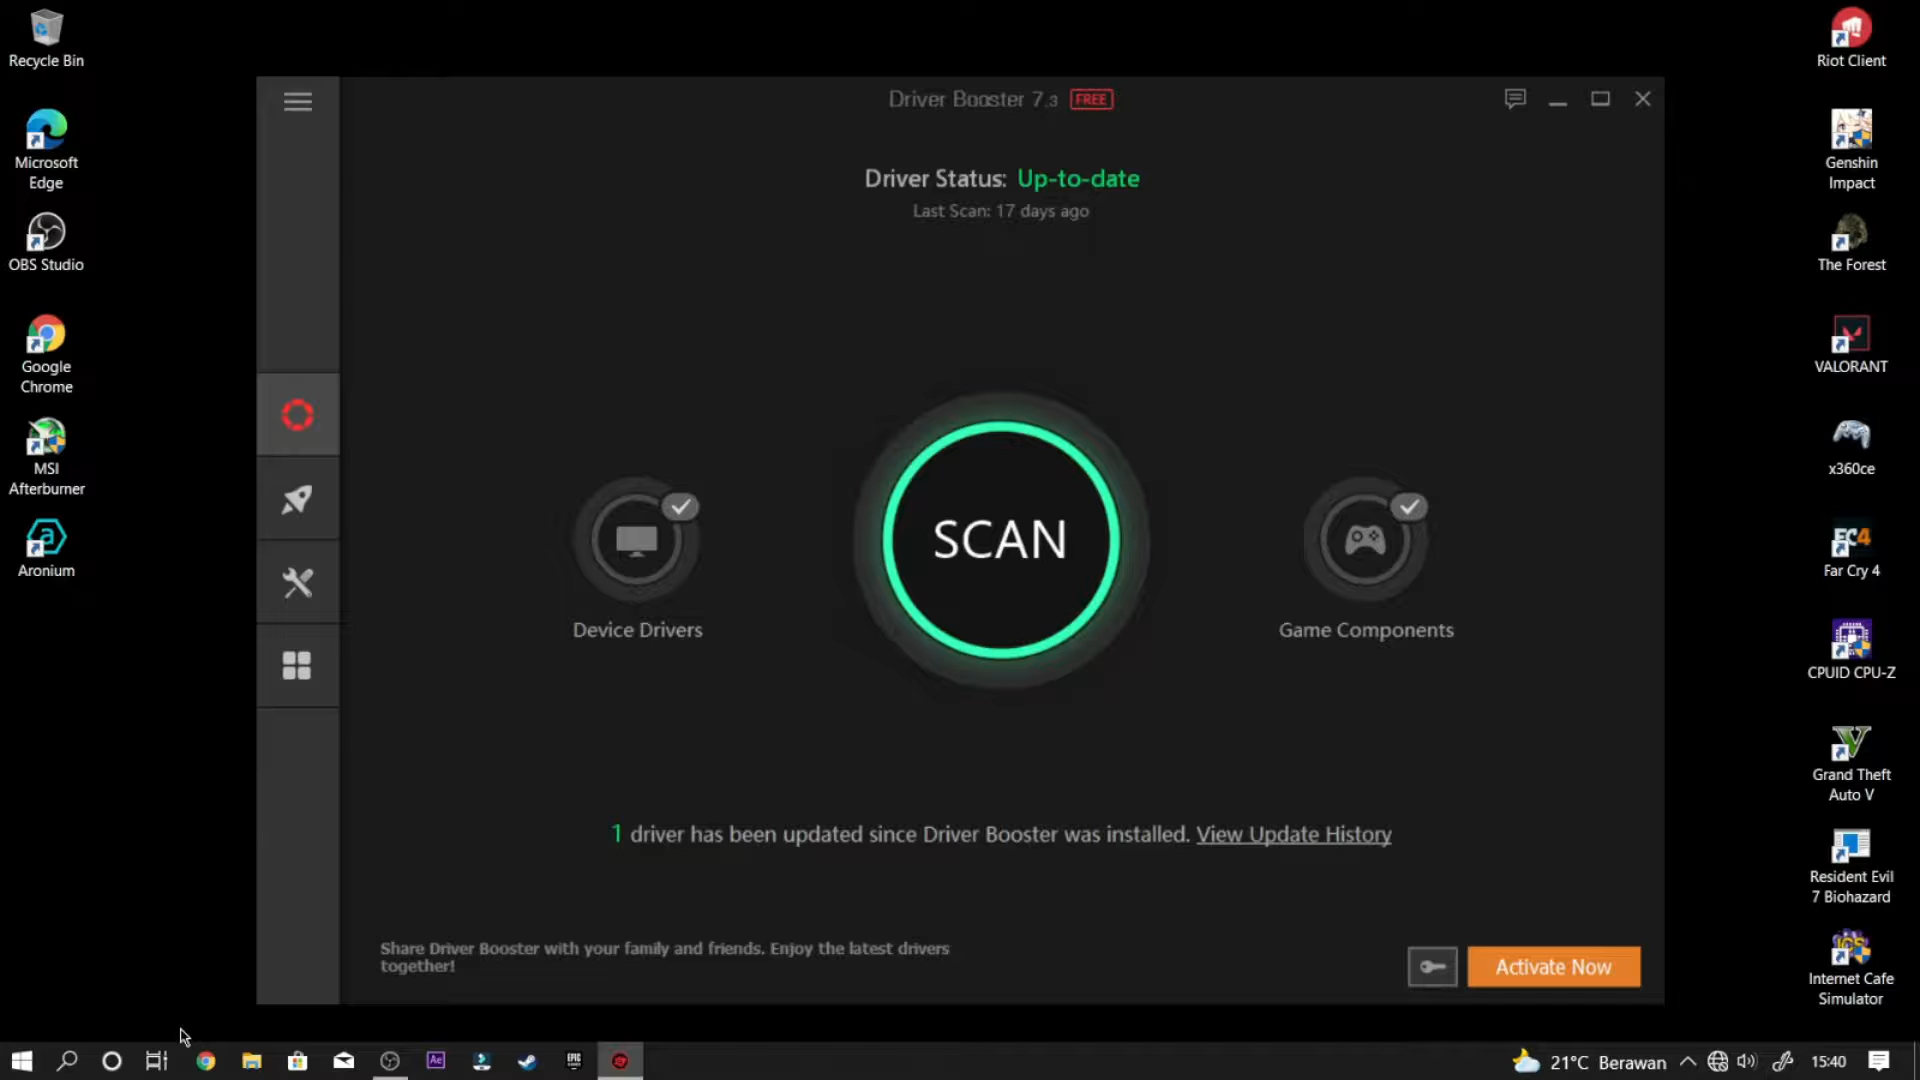 Recycle Bin
Microsoft
Edge
OBS Studio
Google
Chrome
MSI
Afterburner
Aronium
Driver Booster 7.3 FREE
Driver Status: Up-to-date
Last Scan: 17 days ago
SCAN
Device Drivers
Game Components
1 driver has been updated since Driver Booster was installed. View Update History
Share Driver Booster with your family and friends. Enjoy the latest drivers
together!
Activate Now
Riot Client
Genshin
Impact
The Forest
VALORANT
x360ce
FC4
Far Cry 4
CPUID CPU-Z
Grand Theft
Auto V
Resident Evil
7 Biohazard
ICS
Internet Cafe
Simulator
Ae
EPIC
21°C Berawan
15:40